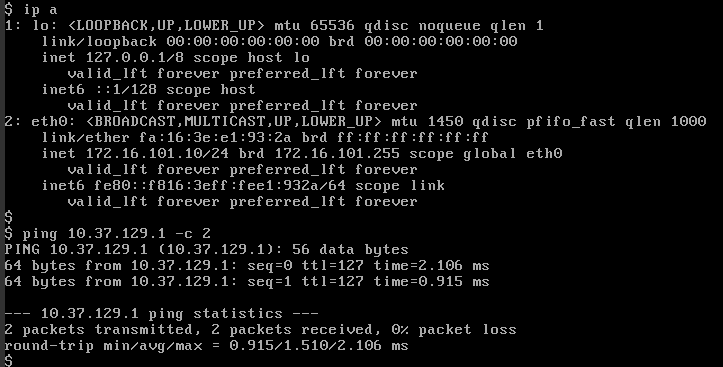 $ ip a
1: lo: <LOOPBACK,UP,LOWER_UP> mtu 65536 qdisc noqueue qlen 1
    link/loopback 00:00:00:00:00:00 brd 00:00:00:00:00:00
    inet 127.0.0.1/8 scope host lo
       valid_lft forever preferred_lft forever
    inet6 ::1/128 scope host
       valid_lft forever preferred_lft forever
2: eth0: <BROADCAST,MULTICAST,UP,LOWER_UP> mtu 1450 qdisc pfifo_fast qlen 1000
    link/ether fa:16:3e:e1:93:2a brd ff:ff:ff:ff:ff:ff
    inet 172.16.101.10/24 brd 172.16.101.255 scope global eth0
       valid_lft forever preferred_lft forever
    inet6 fe80::f816:3eff:fee1:932a/64 scope link
       valid_lft forever preferred_lft forever
$
$ ping 10.37.129.1 -c 2
PING 10.37.129.1 (10.37.129.1): 56 data bytes
64 bytes from 10.37.129.1: seq=0 ttl=127 time=2.106 ms
64 bytes from 10.37.129.1: seq=1 ttl=127 time=0.915 ms

--- 10.37.129.1 ping statistics ---
2 packets transmitted, 2 packets received, 0% packet loss
round-trip min/avg/max = 0.915/1.510/2.106 ms
$